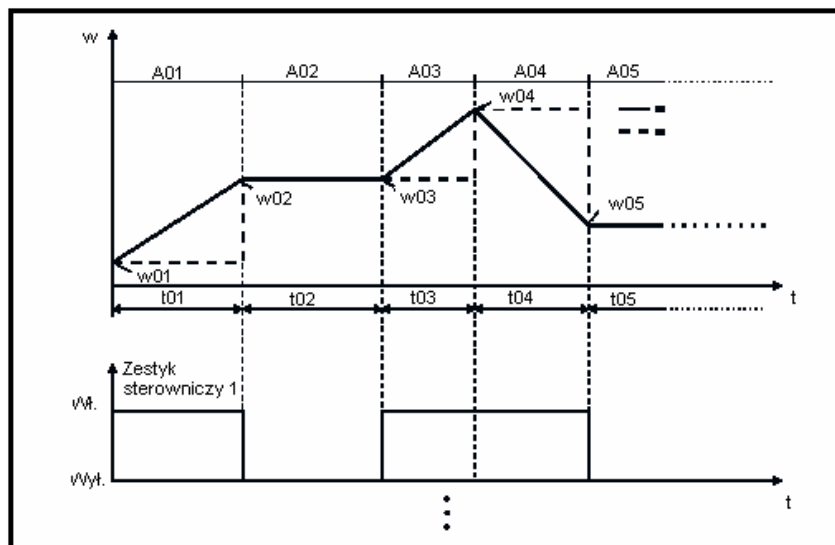 w
A01 A02 A03 A04 A05
w04
w02
w03
w05
w01
t01 t02 t03 t04 t05
t
Zestyk
sterowniczy 1
Wł.
Wył.
t